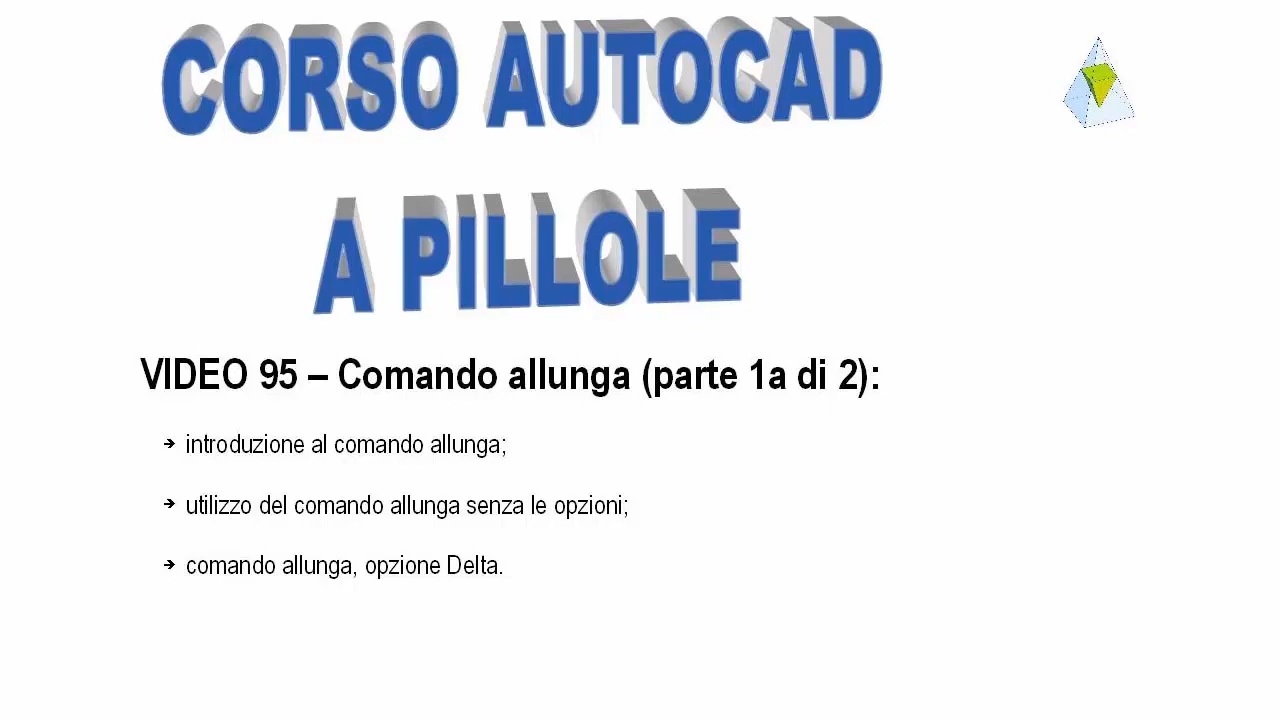 CORSO AUTOCAD
A PILLOLE
VIDEO 95 – Comando allunga (parte 1a di 2):
→ introduzione al comando allunga;
→ utilizzo del comando allunga senza le opzioni;
→ comando allunga, opzione Delta.